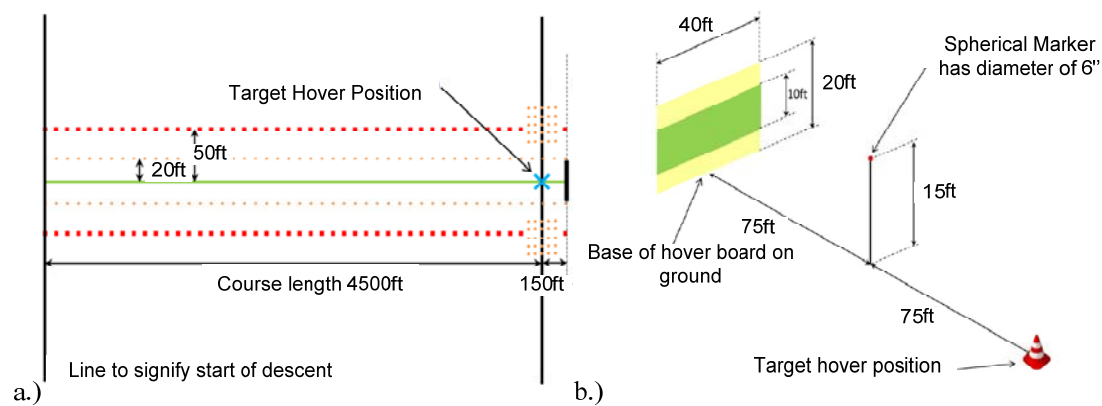 Target Hover Position
50ft
20ft
Course length 4500ft
150ft
Line to signify start of descent
a.)
40ft
Spherical Marker
has diameter of 6"
20ft
10ft
15ft
75ft
Base of hover board on
ground
75ft
Target hover position
b.)